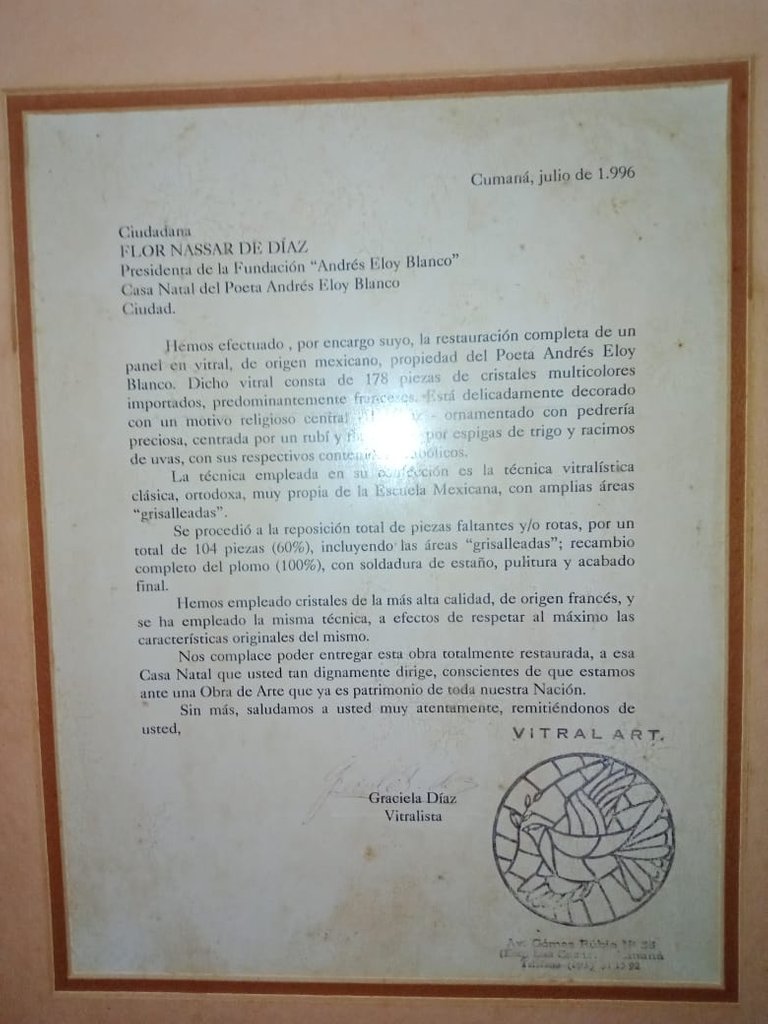 Cumaná, julio de 1.996
Ciudadana
FLOR NASSAR DE DÍAZ
Presidenta de la Fundación “Andrés Eloy Blanco”
Casa Natal del Poeta Andrés Eloy Blanco
Ciudad.
Hemos efectuado , por encargo suyo, la restauración completa de un
panel en vitral, de origen mexicano, propiedad del Poeta Andrés Eloy
Blanco. Dicho vitral consta de 178 piezas de cristales multicolores
importados, predominantemente franceses. Está delicadamente decorado
con un motivo religioso central - ornamentado con pedrería
preciosa, centrada por un rubí y por espigas de trigo y racimos
de uvas, con sus respectivos
La técnica empleada en su confección es la técnica vitralística
clásica, ortodoxa, muy propia de la Escuela Mexicana, con amplias áreas
“grisalleadas”.
Se procedió a la reposición total de piezas faltantes y/o rotas, por un
total de 104 piezas (60%), incluyendo las áreas “grisalleadas”; recambio
completo del plomo (100%), con soldadura de estaño, pulitura y acabado
final.
Hemos empleado cristales de la más alta calidad, de origen francés, y
se ha empleado la misma técnica, a efectos de respetar al máximo las
características originales del mismo.
Nos complace poder entregar esta obra totalmente restaurada, a esa
Casa Natal que usted tan dignamente dirige, conscientes de que estamos
ante una Obra de Arte que ya es patrimonio de toda nuestra Nación.
Sin más, saludamos a usted muy atentamente, remitiéndonos de
usted,
VITRAL ART.
Graciela Díaz
Vitralista
Av. Gómez Rubio Nº